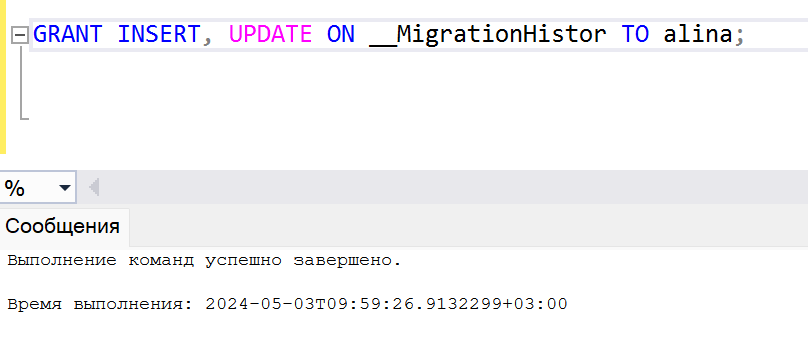 GRANT INSERT, UPDATE ON __MigrationHistor TO alina;
%
Сообщения
Выполнение команд успешно завершено.
Время выполнения: 2024-05-03T09:59:26.9132299+03:00